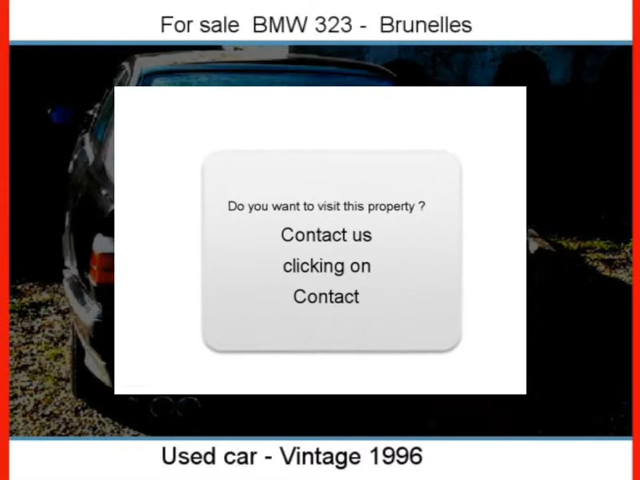 For sale BMW 323 - Brunelles
Do you want to visit this property ?
Contact us
clicking on
Contact
Used car - Vintage 1996